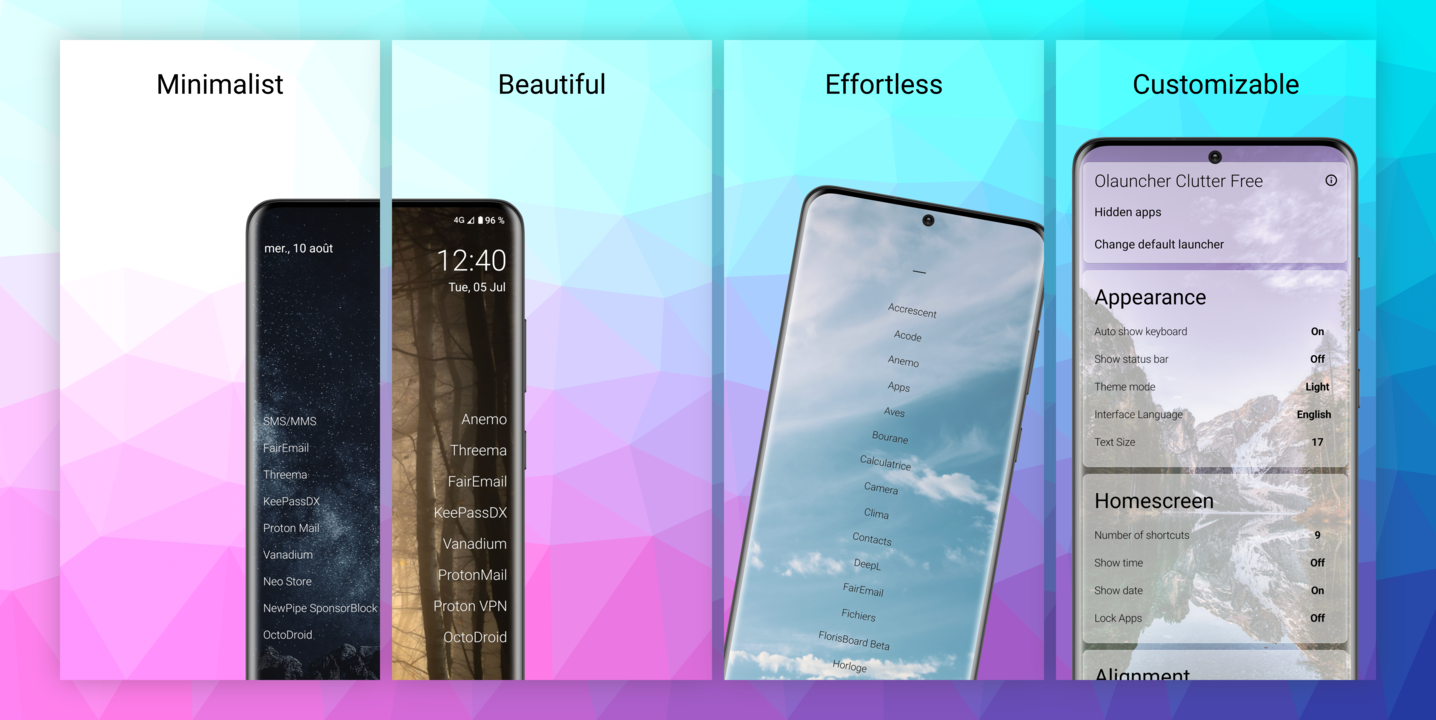 Minimalist
mer., 10 août
SMS/MMS
FairEmail
Threema
KeePassDX
Proton Mail
Vanadium
Neo Store
NewPipe SponsorBlock
OctoDroid
Beautiful
4G 96 %
12:40
Tue, 05 Jul
Anemo
Threema
FairEmail
KeePassDX
Vanadium
ProtonMail
Proton VPN
OctoDroid
Effortless
Accrescent
Acode
Anemo
Apps
Aves
Bourane
Calculatrice
Camera
Clima
Contacts
DeepL
FairEmail
Fichiers
FlorisBoard Beta
Horloge
Customizable
Olauncher Clutter Free
Hidden apps
Change default launcher
Appearance
Auto show keyboard On
Show status bar Off
Theme mode Light
Interface Language English
Text Size 17
Homescreen
Number of shortcuts 9
Show time Off
Show date On
Lock Apps Off
Alignment